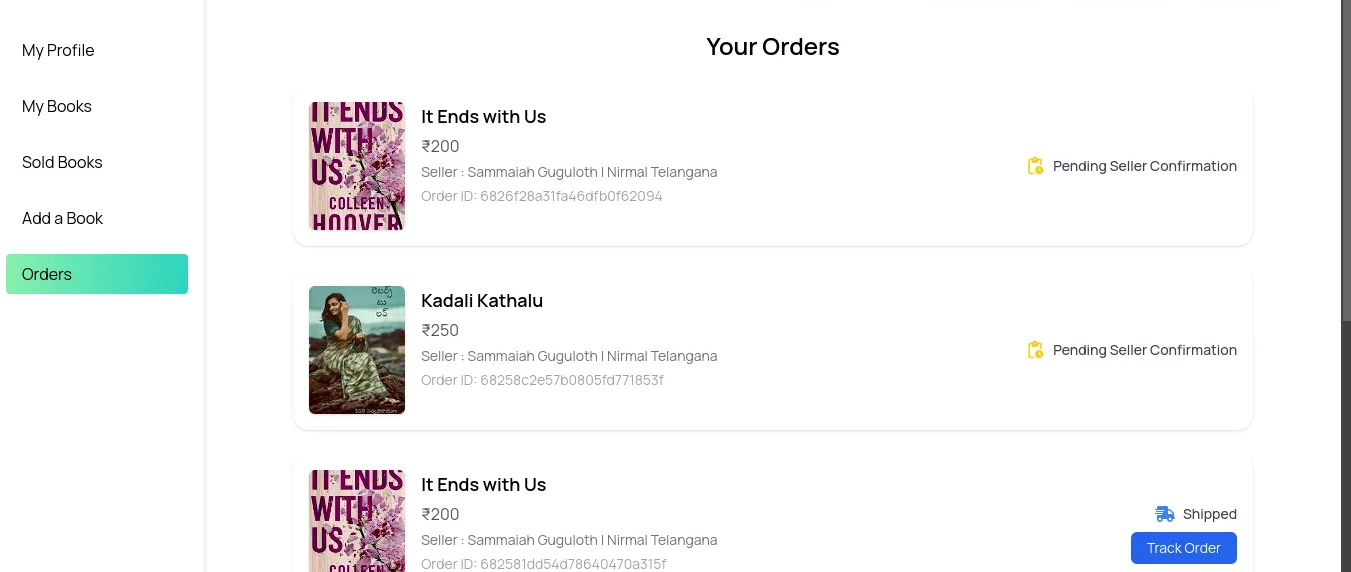 My Profile
My Books
Sold Books
Add a Book
Orders
Your Orders
IT ENDS
WITH
US
COLLEEN
HOOVER
It Ends with Us
₹200
Seller : Sammaiah Guguloth | Nirmal Telangana
Order ID: 6826f28a31fa46dfb0f62094
Pending Seller Confirmation
లెటర్స్
టు
లవ్
Kadali Kathalu
₹250
Seller : Sammaiah Guguloth | Nirmal Telangana
Order ID: 68258c2e57b0805fd771853f
Pending Seller Confirmation
IT ENDS
WITH
US
COLLEEN
It Ends with Us
₹200
Seller : Sammaiah Guguloth | Nirmal Telangana
Order ID: 682581dd54d78640470a315f
Shipped
Track Order